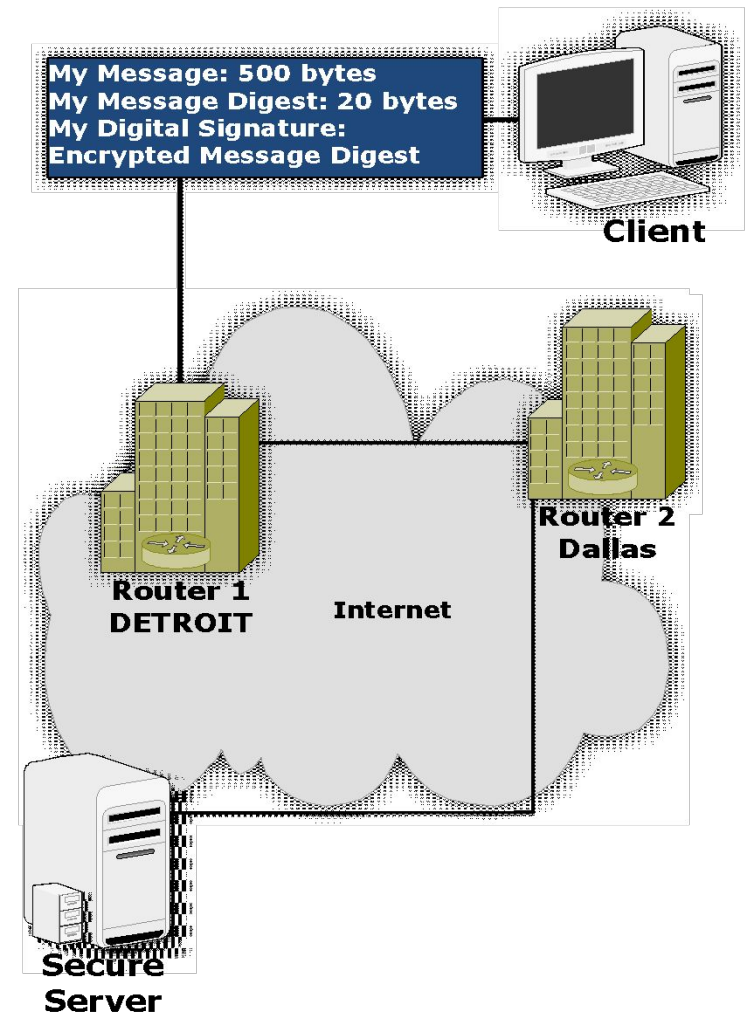 My Message: 500 bytes
My Message Digest: 20 bytes
My Digital Signature:
Encrypted Message Digest
Client
Router 2
Dallas
Router 1
DETROIT
Internet
Secure
Server